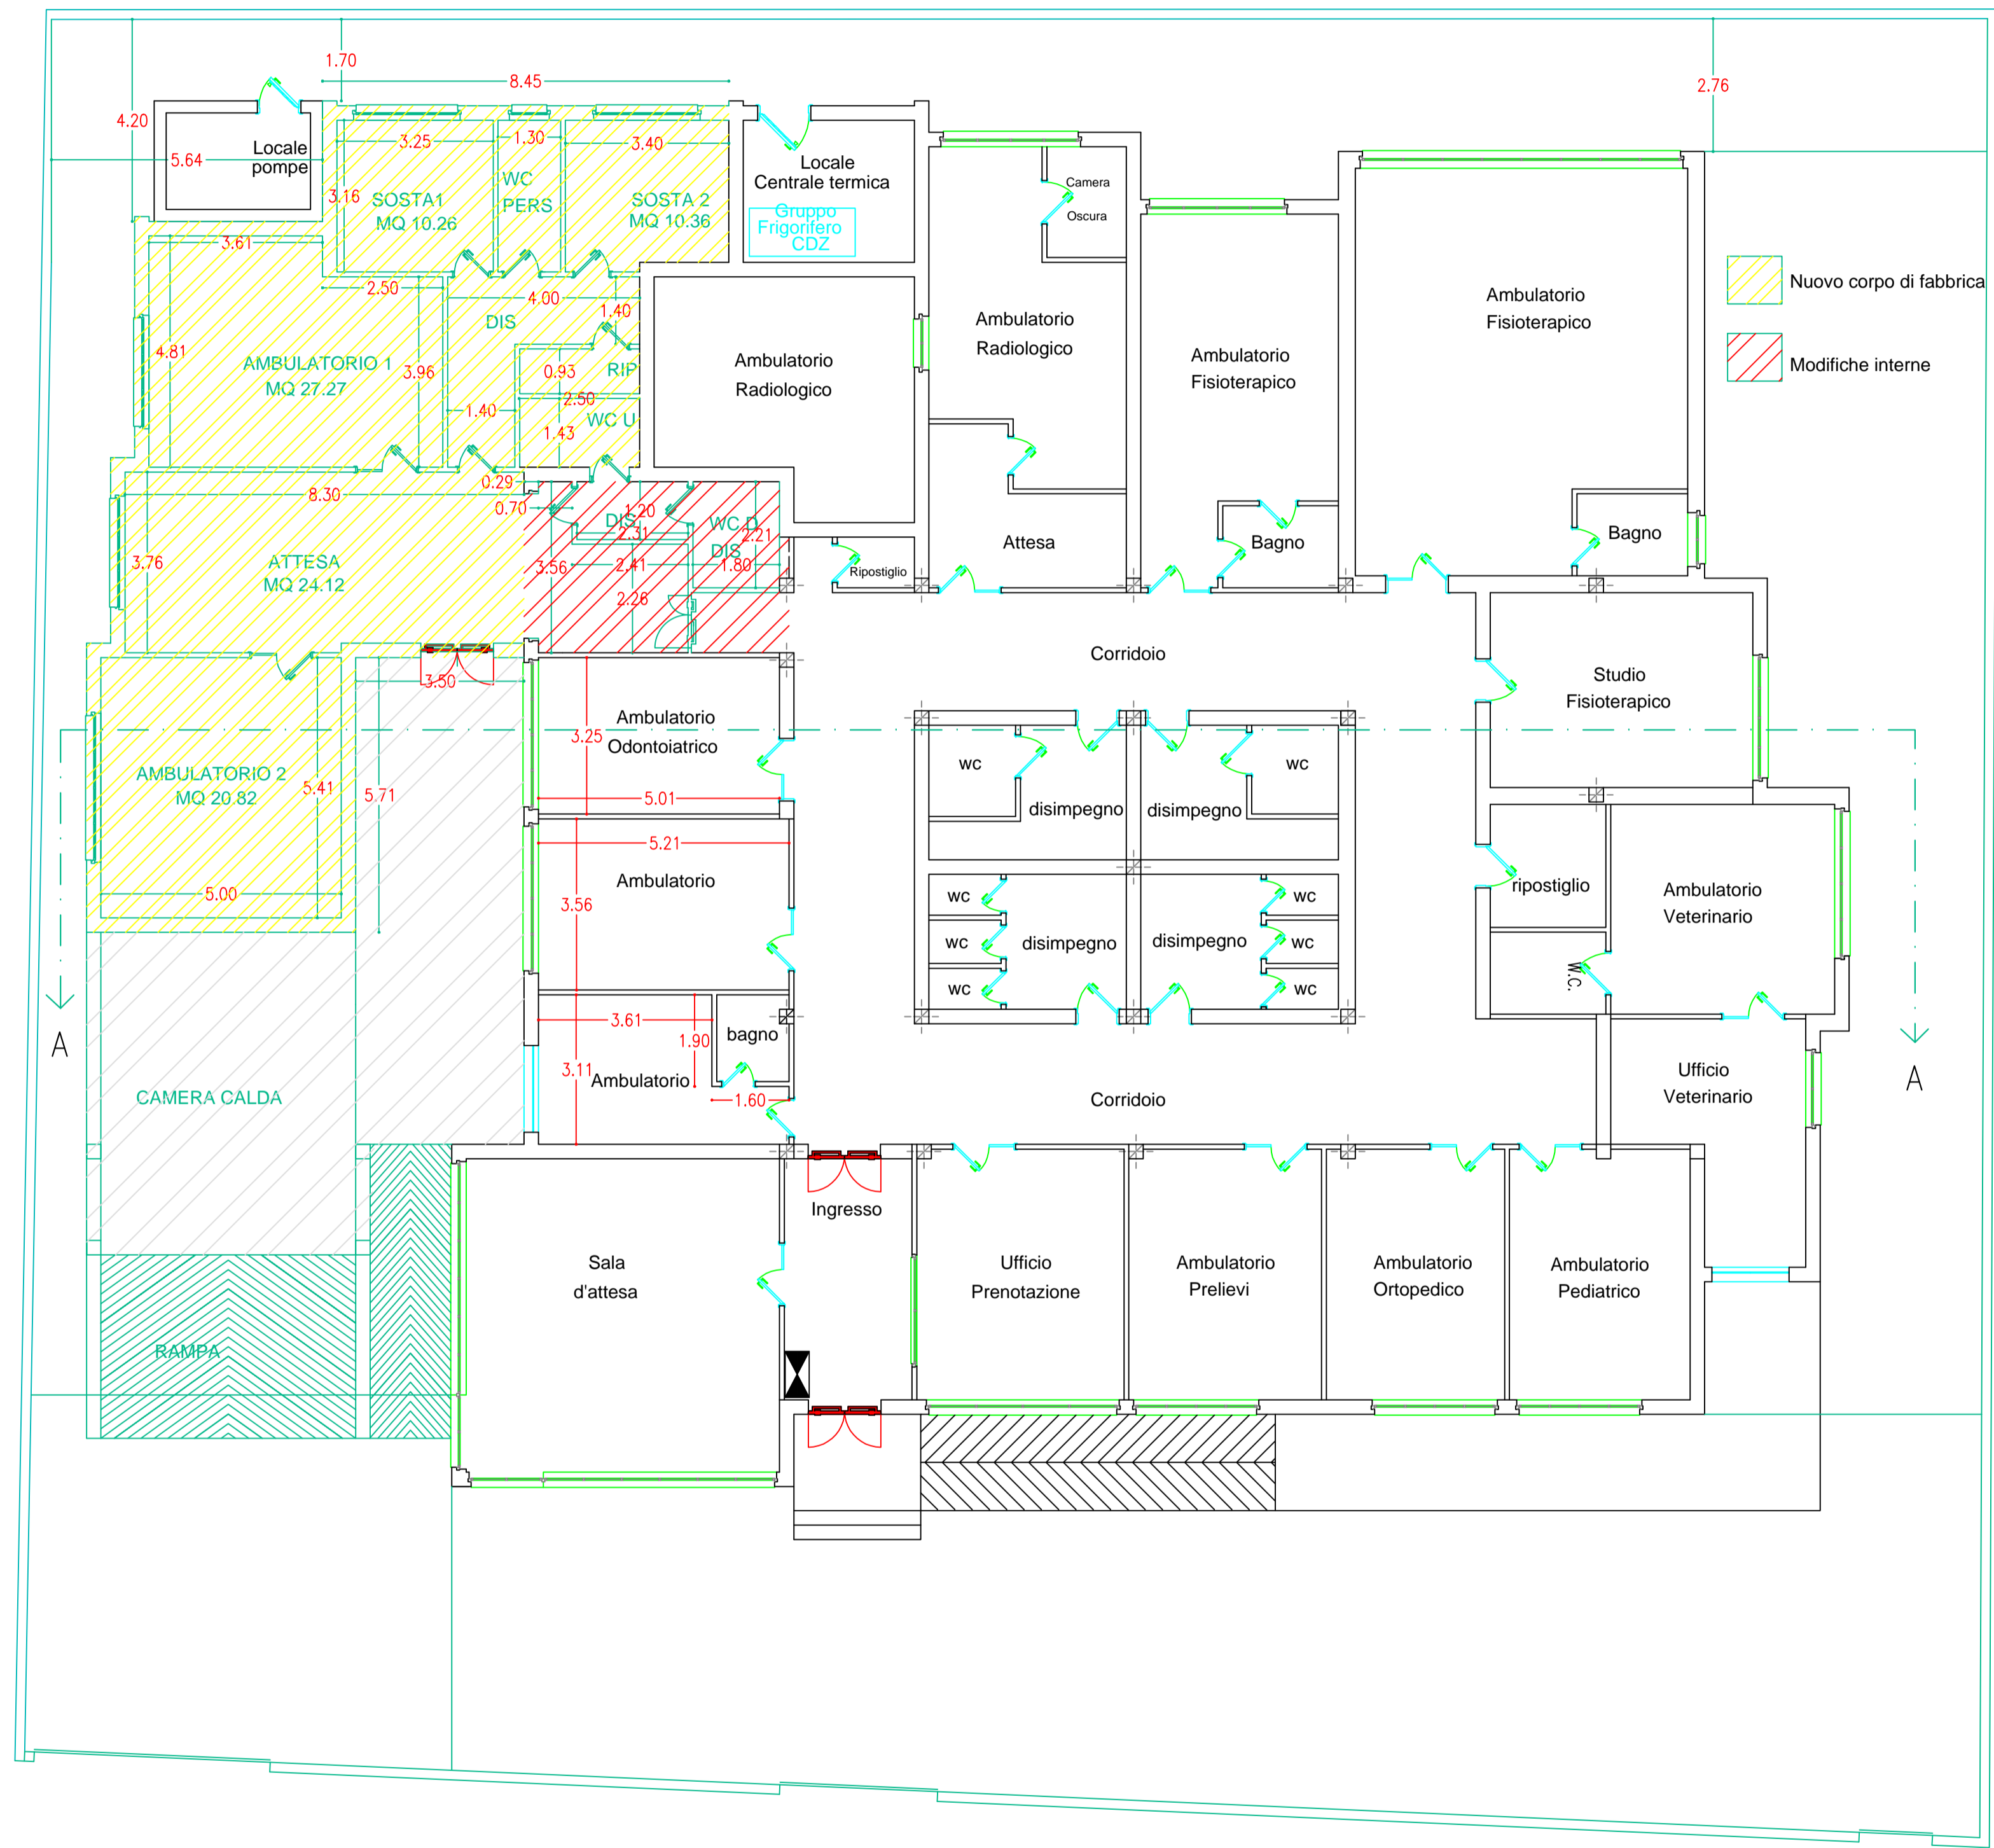 1.70
8.45
2.76
4.20
5.64
Locale
pompe
3.25
1.30
3.40
3.16
SOSTA1
MQ 10.26
WC
PERS
SOSTA 2
MQ 10.36
Locale
Centrale termica
Gruppo
Frigorifero
CDZ
Camera
Oscura
3.61
2.50
4.00
1.40
DIS
4.81
AMBULATORIO 1
MQ 27.27
3.96
0.93
RIP
2.50
1.40
WC U
1.43
Ambulatorio
Radiologico
Ambulatorio
Radiologico
Ambulatorio
Fisioterapico
Ambulatorio
Fisioterapico
Nuovo corpo di fabbrica
Modifiche interne
8.30
0.29
0.70
DIS
1.20
2.31
WC D
DIS
2.21
3.76
ATTESA
MQ 24.12
3.56
2.41
1.80
2.26
Ripostiglio
Attesa
Bagno
Bagno
3.50
Corridoio
Studio
Fisioterapico
Ambulatorio
Odontoiatrico
3.25
5.01
AMBULATORIO 2
MQ 20.82
5.41
5.71
5.00
wc
wc
disimpegno
disimpegno
5.21
Ambulatorio
3.56
wc
wc
wc
disimpegno
disimpegno
wc
wc
wc
ripostiglio
Ambulatorio
Veterinario
W.C.
3.61
1.90
bagno
3.11
Ambulatorio
1.60
A
A
CAMERA CALDA
Corridoio
Ufficio
Veterinario
Ingresso
Sala
d'attesa
Ufficio
Prenotazione
Ambulatorio
Prelievi
Ambulatorio
Ortopedico
Ambulatorio
Pediatrico
RAMPA